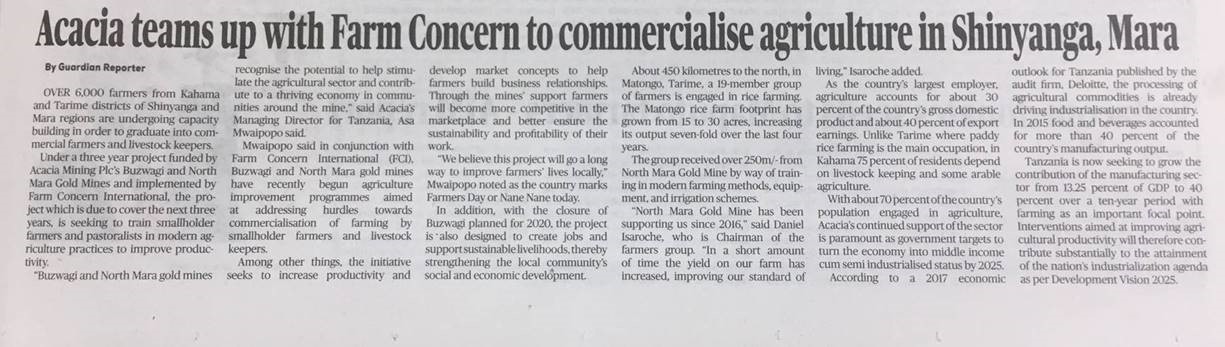 Acacia teams up with Farm Concern to commercialise agriculture in Shinyanga, Mara
By Guardian Reporter
OVER 6,000 farmers from Kahama
and Tarime districts of Shinyanga and
Mara regions are undergoing capacity
building in order to graduate into com-
mercial farmers and livestock keepers.
Under a three year project funded by
Acacia Mining Plc's Buzwagi and North
Mara Gold Mines and implemented by
Farm Concern International, the pro-
ject which is due to cover the next three
years, is seeking to train smallholder
farmers and pastoralists in modern ag-
riculture practices to improve produc-
tivity.
"Buzwagi and North Mara gold mines
recognise the potential to help stimu-
late the agricultural sector and contrib-
ute to a thriving economy in commu-
nities around the mine," said Acacia's
Managing Director for Tanzania, Asa
Mwaipopo said.
Mwaipopo said in conjunction with
Farm Concern International (FCI),
Buzwagi and North Mara gold mines
have recently begun agriculture
improvement programmes aimed
at addressing hurdles towards
commercialisation of farming by
smallholder farmers and livestock
keepers.
Among other things, the initiative
seeks to increase productivity and
develop market concepts to help
farmers build business relationships.
Through the mines' support farmers
will become more competitive in the
marketplace and better ensure the
sustainability and profitability of their
work.
"We believe this project will go a long
way to improve farmers' lives locally,"
Mwaipopo noted as the country marks
Farmers Day or Nane Nane today.
In addition, with the closure of
Buzwagi planned for 2020, the project
is also designed to create jobs and
support sustainable livelihoods, thereby
strengthening the local community's
social and economic development.
About 450 kilometres to the north, in
Matongo, Tarime, a 19-member group
of farmers is engaged in rice farming.
The Matongo rice farm footprint has
grown from 15 to 30 acres, increasing
its output seven-fold over the last four
years.
The group received over 250m/- from
North Mara Gold Mine by way of train-
ing in modern farming methods, equip-
ment, and irrigation schemes.
"North Mara Gold Mine has been
supporting us since 2016," said Daniel
Isaroche, who is Chairman of the
farmers group. "In a short amount
of time the yield on our farm has
increased, improving our standard of
living," Isaroche added.
As the country's largest employer,
agriculture accounts for about 30
percent of the country's gross domestic
product and about 40 percent of export
earnings. Unlike Tarime where paddy
rice farming is the main occupation, in
Kahama 75 percent of residents depend
on livestock keeping and some arable
agriculture.
With about 70 percent of the country's
population engaged in agriculture,
Acacia's continued support of the sector
is paramount as government targets to
turn the economy into middle income
cum semi industrialised status by 2025.
According to a 2017 economic
outlook for Tanzania published by the
audit firm, Deloitte, the processing of
agricultural commodities is already
driving industrialisation in the country.
In 2015 food and beverages accounted
for more than 40 percent of the
country's manufacturing output.
Tanzania is now seeking to grow the
contribution of the manufacturing sec-
tor from 13.25 percent of GDP to 40
percent over a ten-year period with
farming as an important focal point.
Interventions aimed at improving agri-
cultural productivity will therefore con-
tribute substantially to the attainment
of the nation's industrialization agenda
as per Development Vision 2025.